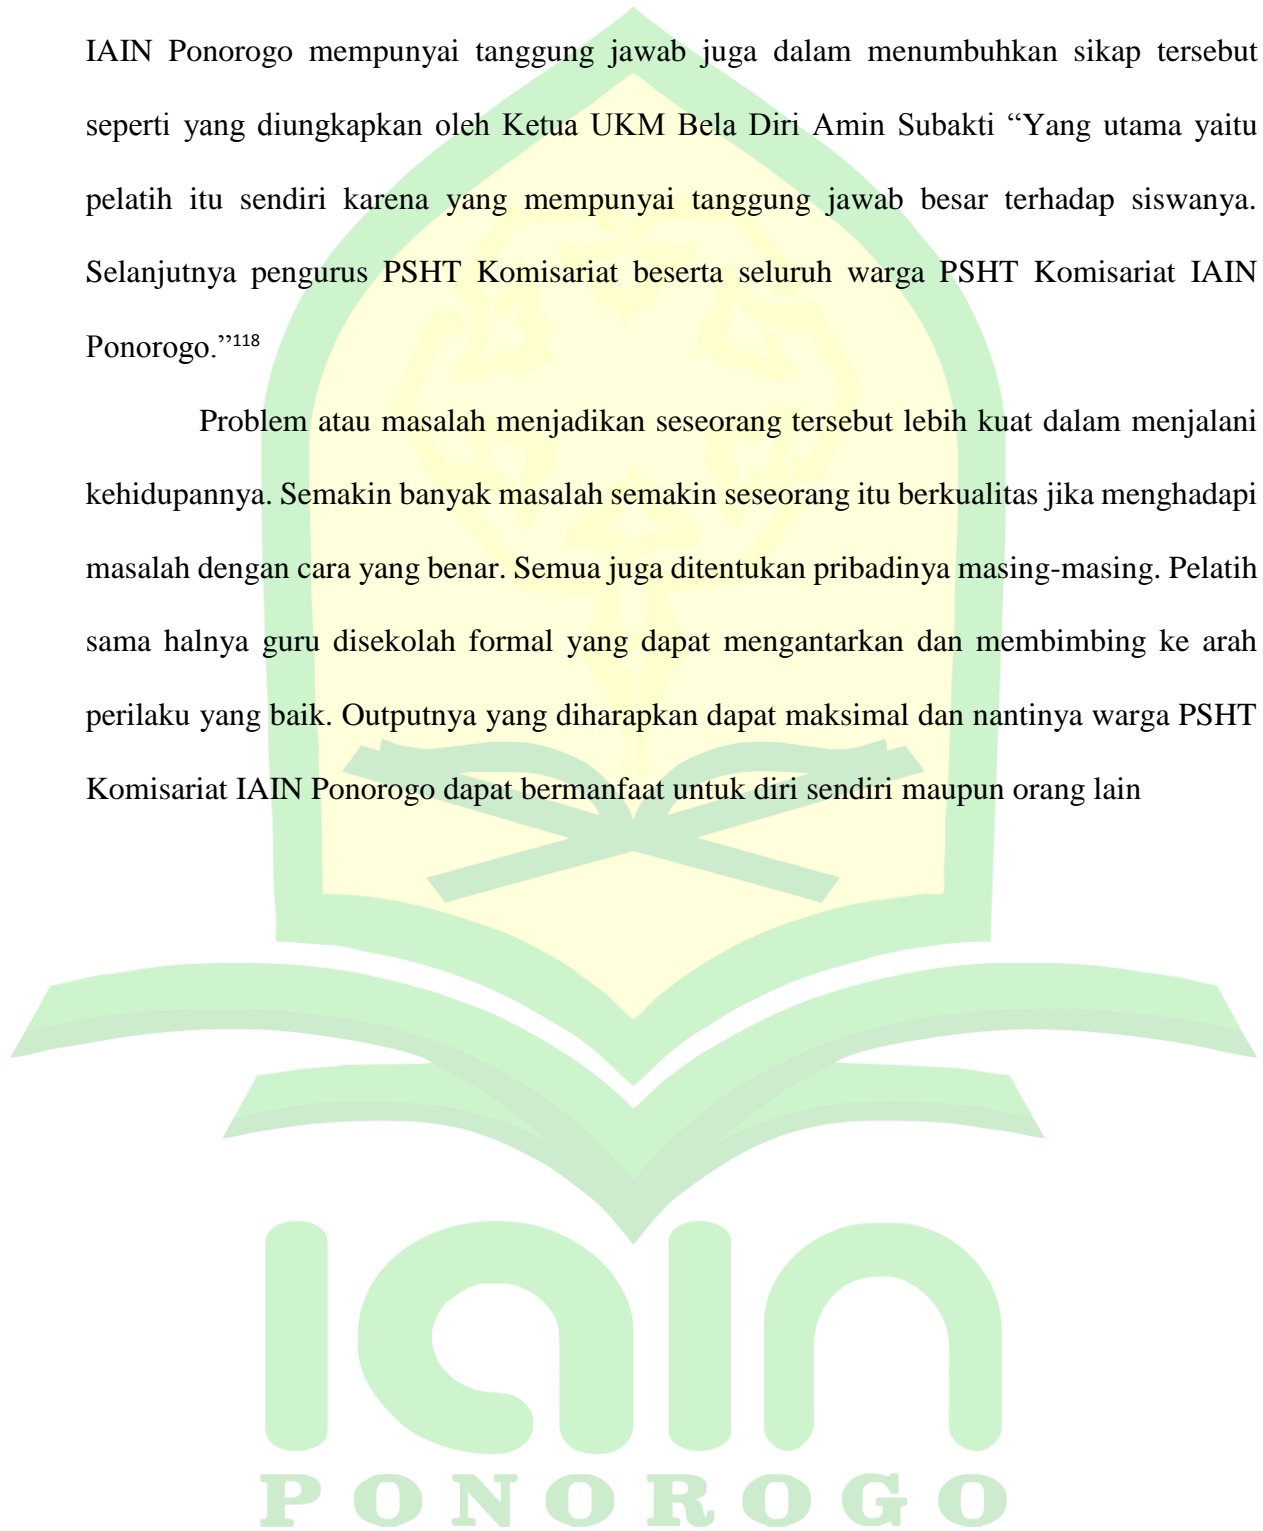 IAIN Ponorogo mempunyai tanggung jawab juga dalam menumbuhkan sikap tersebut
seperti yang diungkapkan oleh Ketua UKM Bela Diri Amin Subakti “Yang utama yaitu
pelatih itu sendiri karena yang mempunyai tanggung jawab besar terhadap siswanya.
Selanjutnya pengurus PSHT Komisariat beserta seluruh warga PSHT Komisariat IAIN
Ponorogo.”118
Problem atau masalah menjadikan seseorang tersebut lebih kuat dalam menjalani
kehidupannya. Semakin banyak masalah semakin seseorang itu berkualitas jika menghadapi
masalah dengan cara yang benar. Semua juga ditentukan pribadinya masing-masing. Pelatih
sama halnya guru disekolah formal yang dapat mengantarkan dan membimbing ke arah
perilaku yang baik. Outputnya yang diharapkan dapat maksimal dan nantinya warga PSHT
Komisariat IAIN Ponorogo dapat bermanfaat untuk diri sendiri maupun orang lain
IAIN
PONOROGO